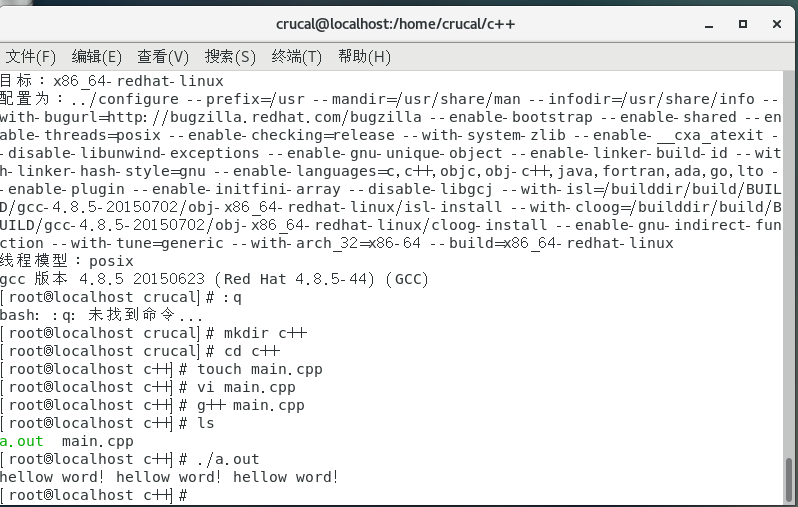 crucal@localhost:/home/crucal/c++
文件(F) 编辑(E) 查看(V) 搜索(S) 终端(T) 帮助(H)
目标：x86_64-redhat-linux
配置为：../configure --prefix=/usr --mandir=/usr/share/man --infodir=/usr/share/info --
with-bugurl=http://bugzilla.redhat.com/bugzilla --enable-bootstrap --enable-shared --en
able-threads=posix --enable-checking=release --with-system-zlib --enable-__cxa_atexit -
-disable-libunwind-exceptions --enable-gnu-unique-object --enable-linker-build-id --wit
h-linker-hash-style=gnu --enable-languages=c,c++,objc,obj-c++,java,fortran,ada,go,lto -
-enable-plugin --enable-initfini-array --disable-libgcj --with-isl=/builddir/build/BUIL
D/gcc-4.8.5-20150702/obj-x86_64-redhat-linux/isl-install --with-cloog=/builddir/build/B
UILD/gcc-4.8.5-20150702/obj-x86_64-redhat-linux/cloog-install --enable-gnu-indirect-fun
ction --with-tune=generic --with-arch_32=x86-64 --build=x86_64-redhat-linux
线程模型：posix
gcc 版本 4.8.5 20150623 (Red Hat 4.8.5-44) (GCC)
[root@localhost crucal]# :q
bash: :q: 未找到命令...
[root@localhost crucal]# mkdir c++
[root@localhost crucal]# cd c++
[root@localhost c++]# touch main.cpp
[root@localhost c++]# vi main.cpp
[root@localhost c++]# g++ main.cpp
[root@localhost c++]# ls
a.out  main.cpp
[root@localhost c++]# ./a.out
hellow word! hellow word! hellow word!
[root@localhost c++]#